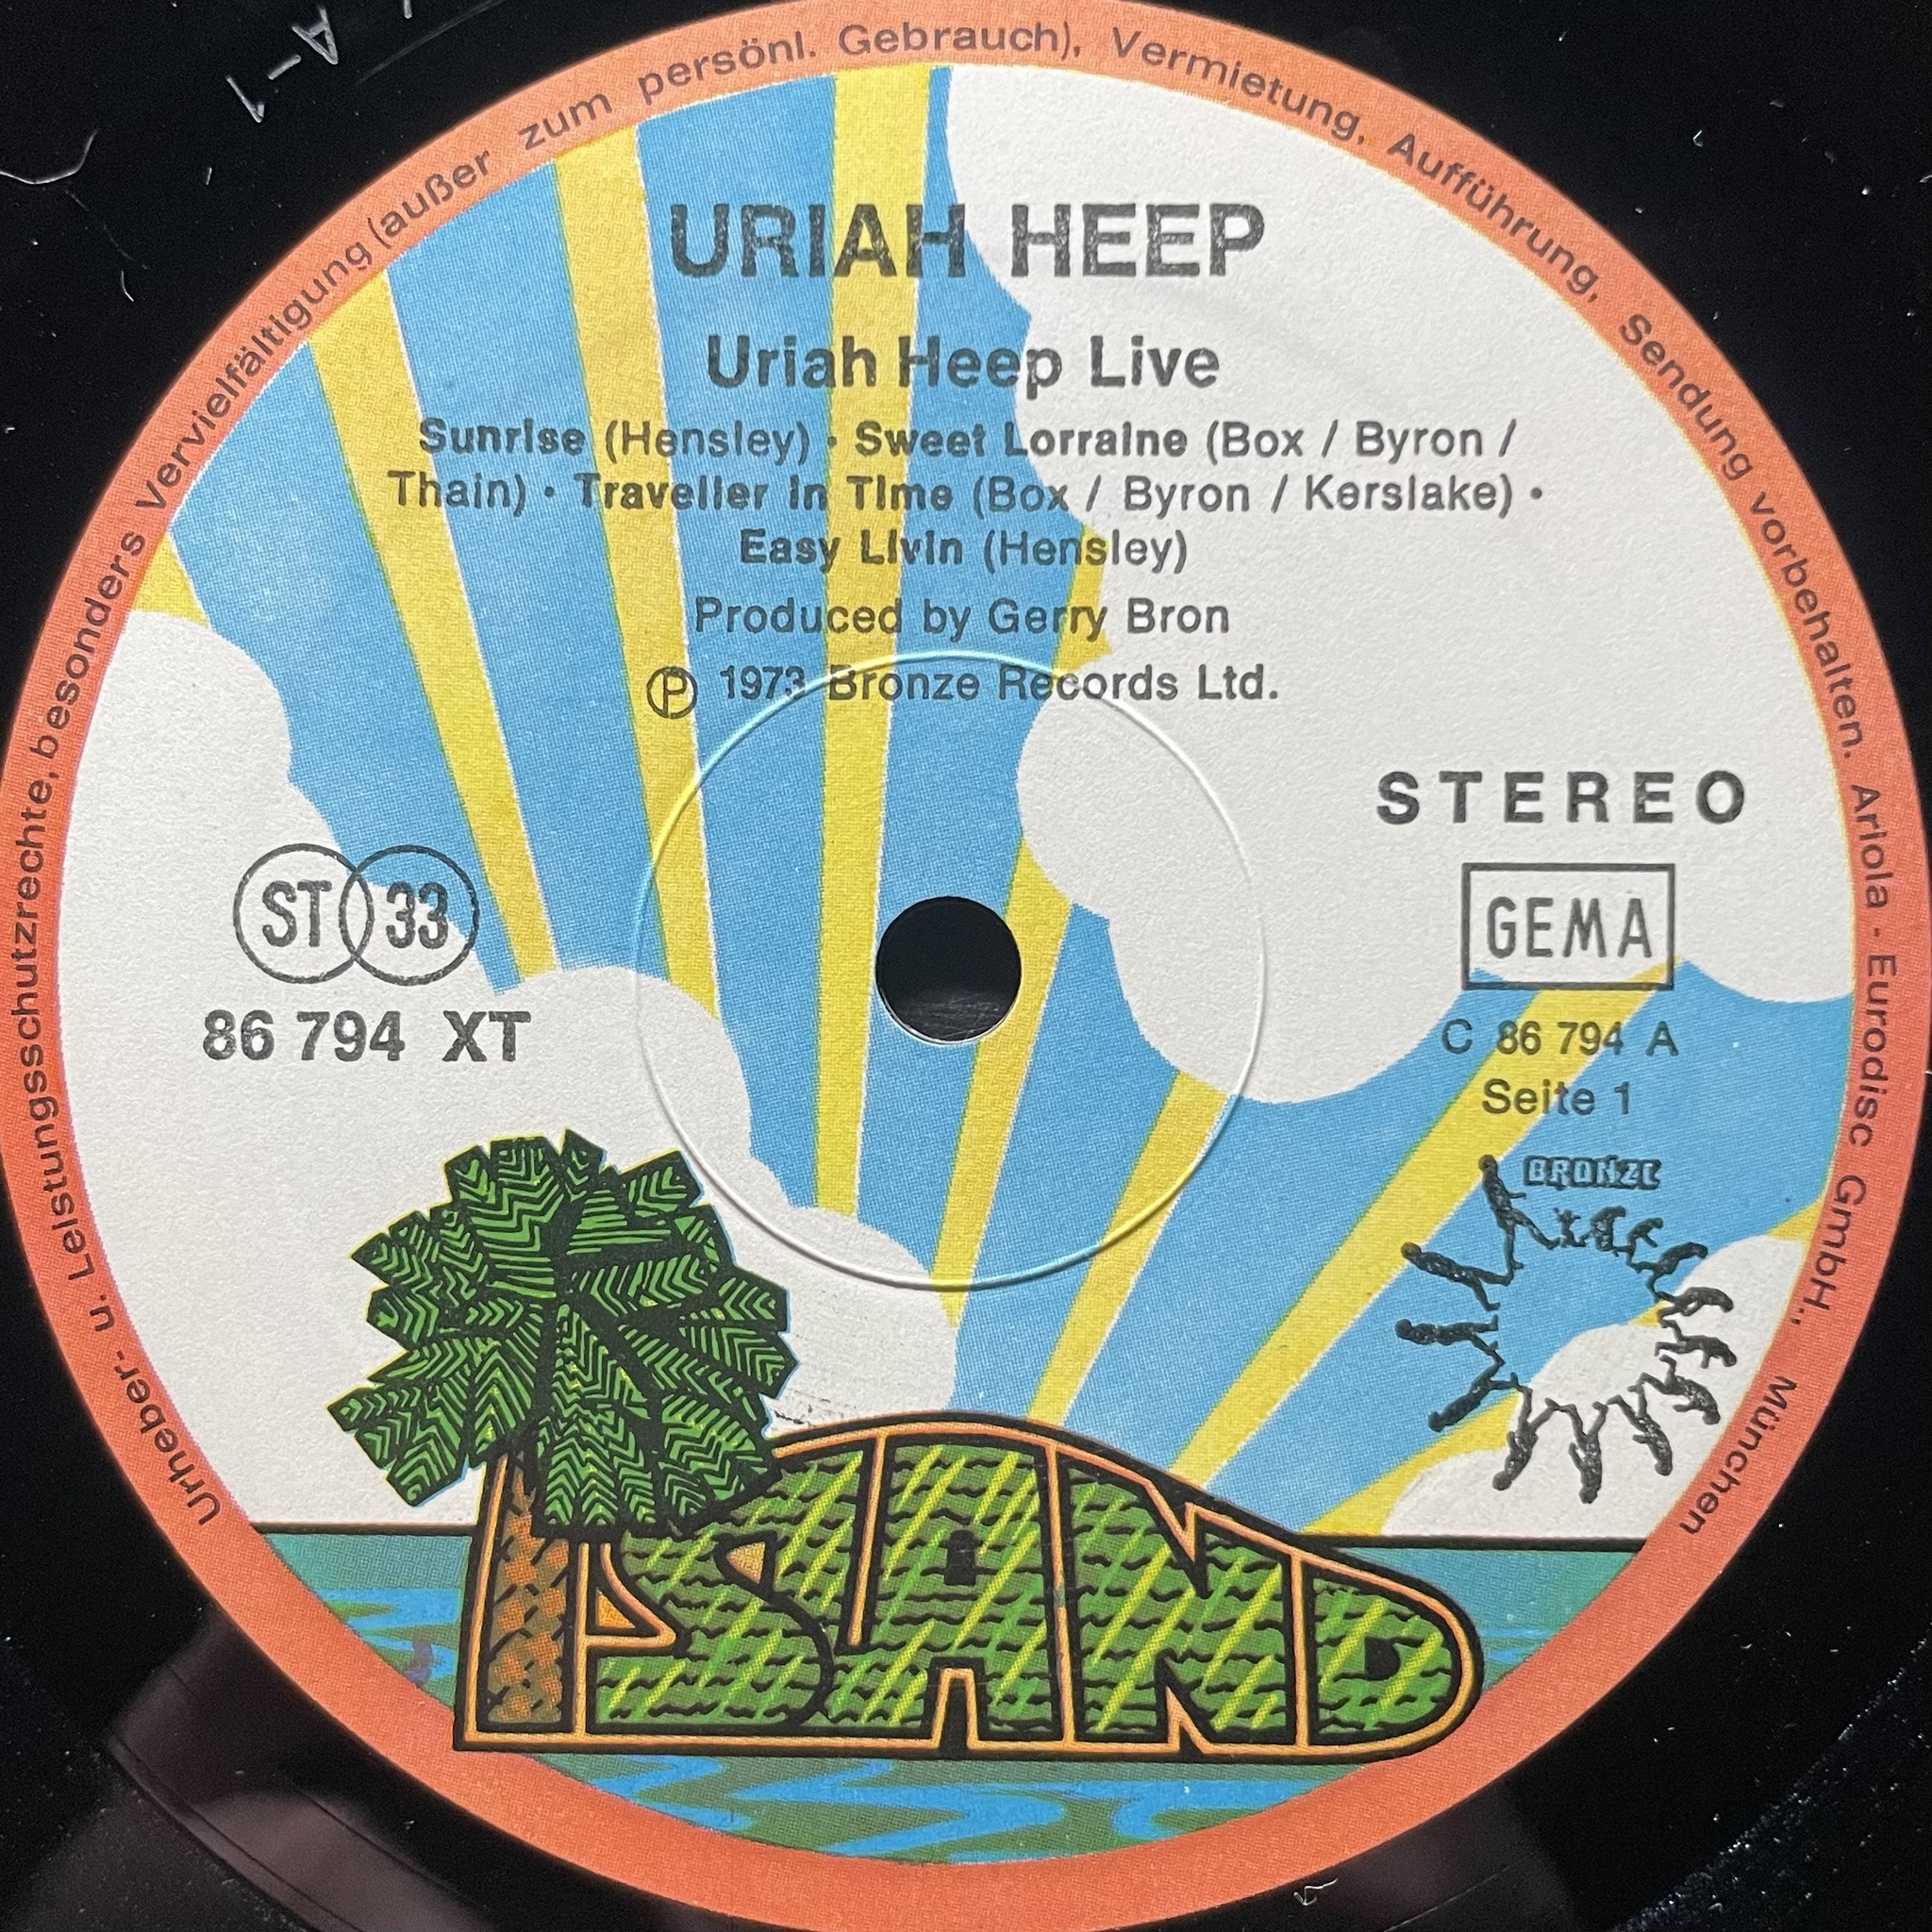 A-1
Urheber- u. Leistungsschutzrechte, besonders Vervielfältigung (außer zum persönl. Gebrauch), Vermietung, Aufführung, Sendung vorbehalten. Ariola - Eurodisc GmbH., München
URIAH HEEP
Uriah Heep Live
Sunrise (Hensley) • Sweet Lorraine (Box / Byron /
Thain) • Traveller In Time (Box / Byron / Kerslake) •
Easy Livin (Hensley)
Produced by Gerry Bron
Ⓟ 1973 Bronze Records Ltd.
STEREO
ST 33
GEMA
86 794 XT
C 86 794 A
Seite 1
BRONZE
ISLAND